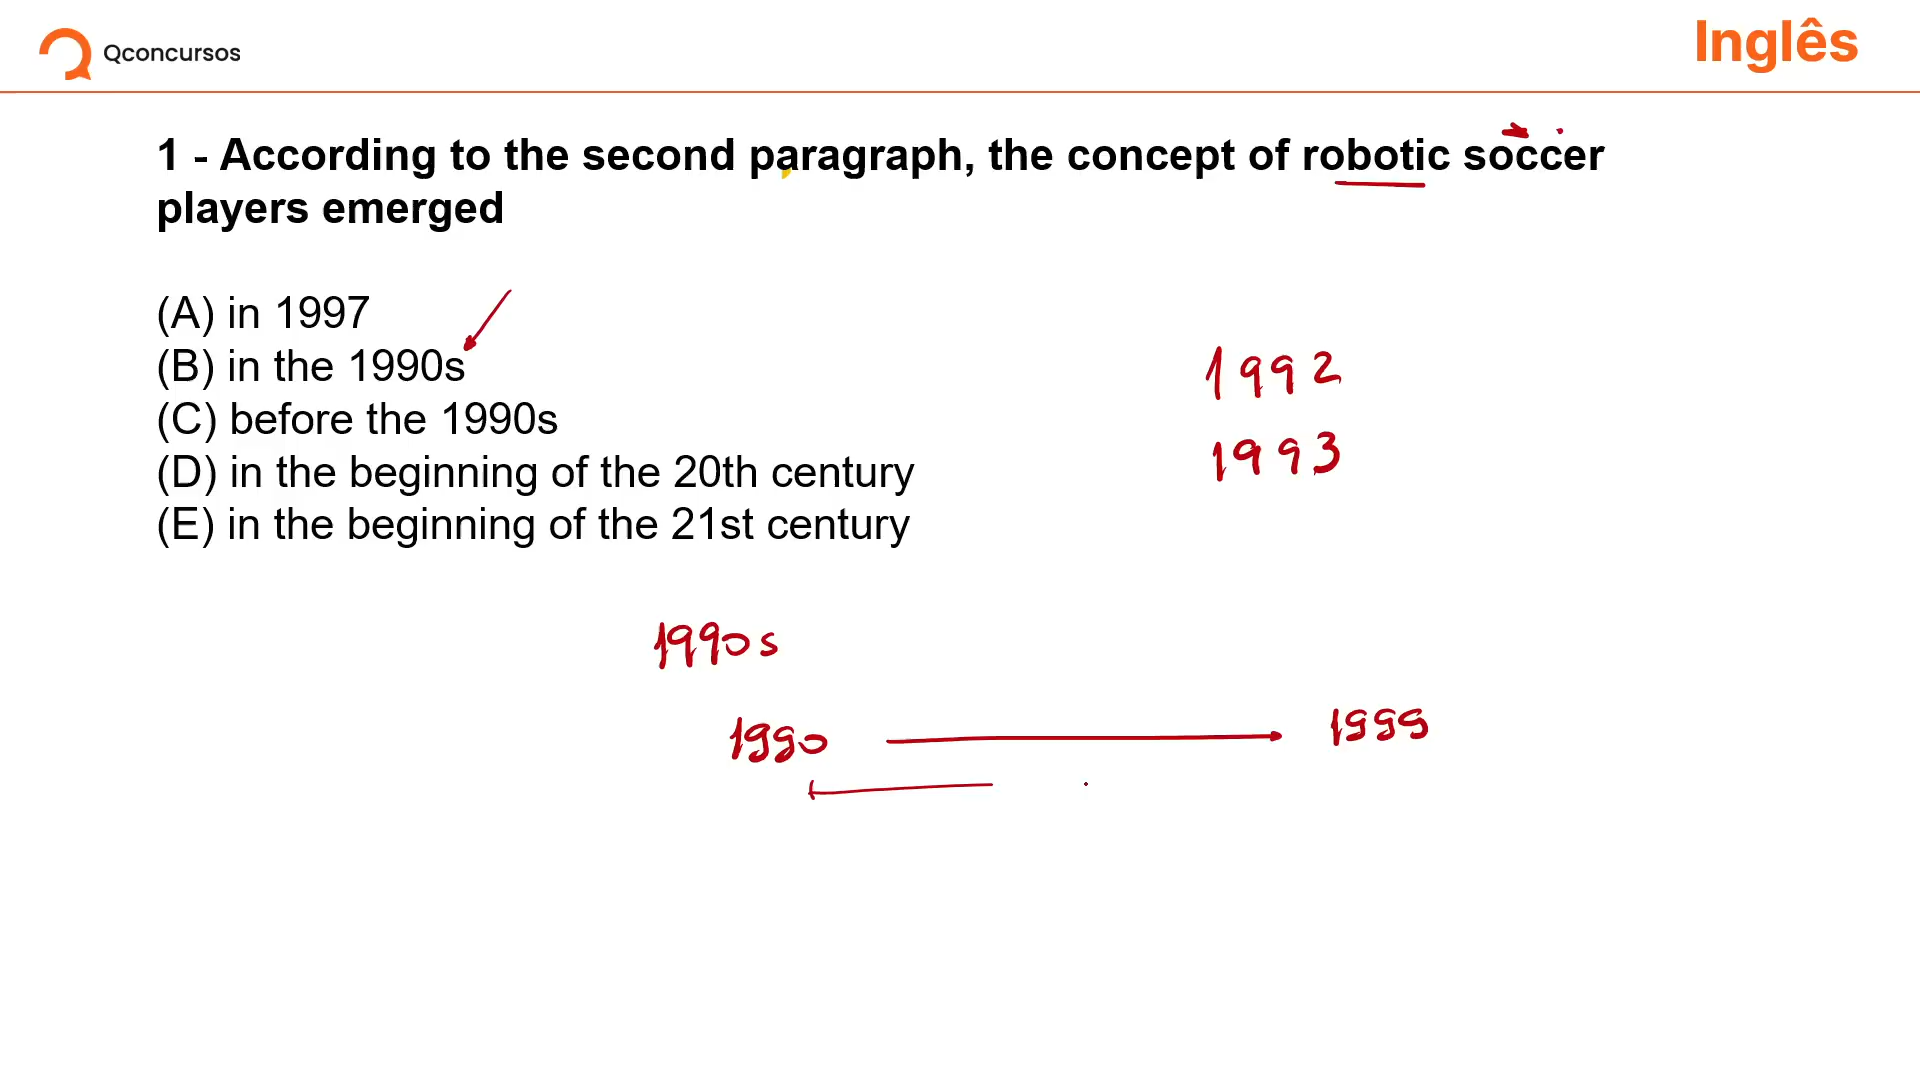 Qconcursos
Inglês
1 - According to the second paragraph, the concept of robotic soccer
players emerged
(A) in 1997
(B) in the 1990s
(C) before the 1990s
(D) in the beginning of the 20th century
(E) in the beginning of the 21st century
1992
1993
1990s
1990
1999